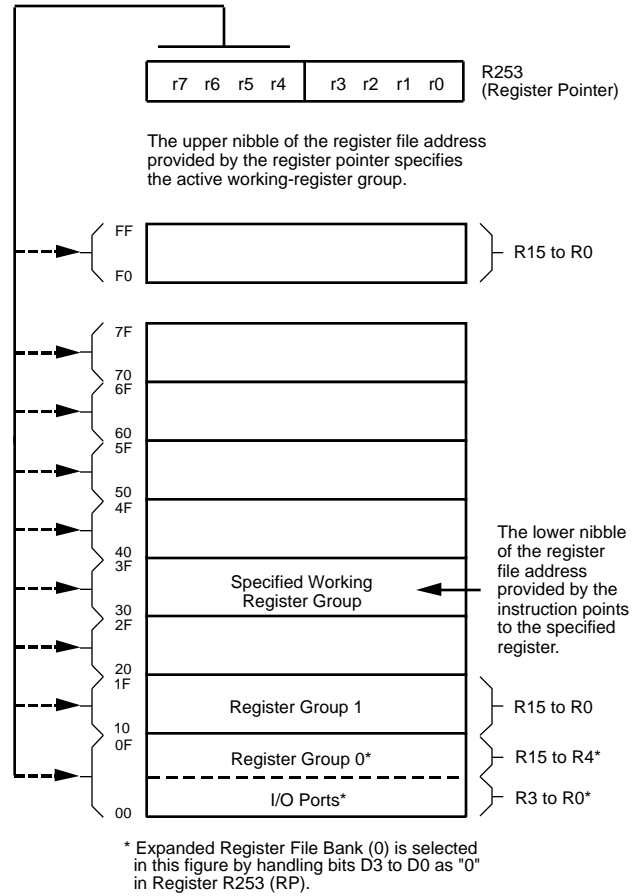 r7 r6 r5 r4 r3 r2 r1 r0
R253
(Register Pointer)
The upper nibble of the register file address
provided by the register pointer specifies
the active working-register group.
FF
F0
R15 to R0
7F
70
6F
60
5F
50
4F
40
3F
Specified Working
Register Group
The lower nibble
of the register
file address
provided by the
instruction points
to the specified
register.
30
2F
20
1F
Register Group 1
R15 to R0
10
0F
Register Group 0*
R15 to R4*
I/O Ports*
R3 to R0*
00
* Expanded Register File Bank (0) is selected
in this figure by handling bits D3 to D0 as "0"
in Register R253 (RP).